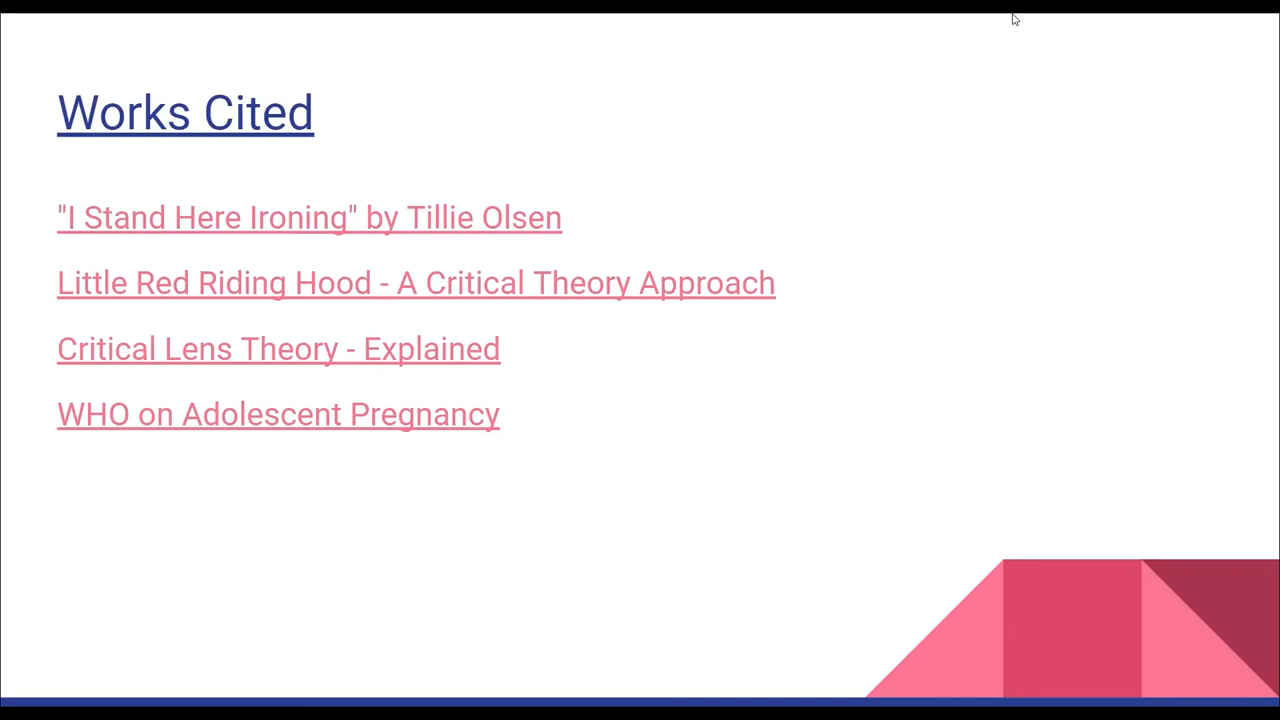 Works Cited
"I Stand Here Ironing" by Tillie Olsen
Little Red Riding Hood - A Critical Theory Approach
Critical Lens Theory - Explained
WHO on Adolescent Pregnancy